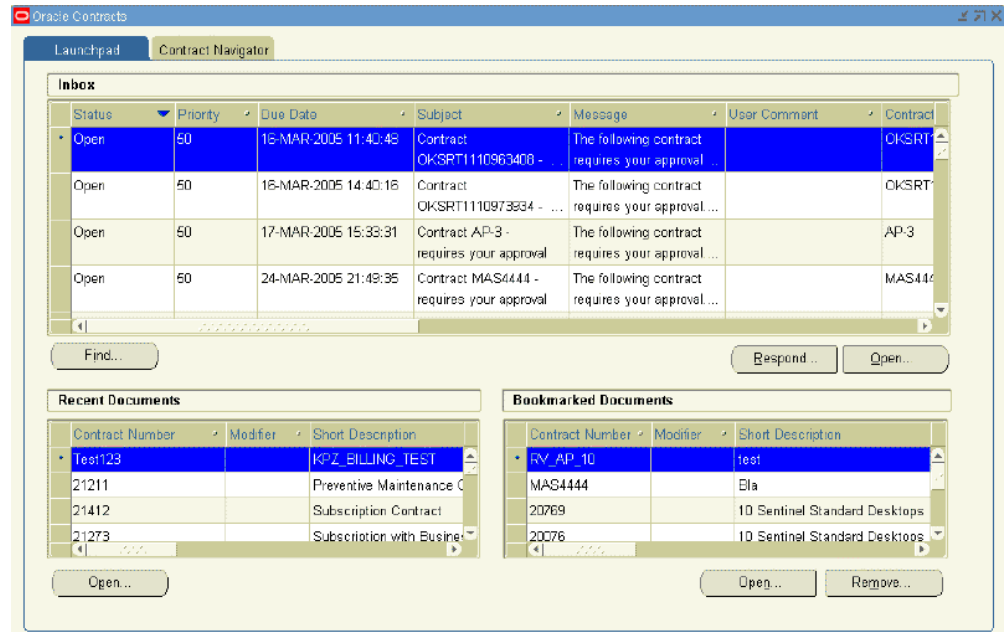 Oracle Contracts
Launchpad Contract Navigator
Inbox
Status Priority Due Date Subject Message User Comment Contract
Open 50 16-MAR-2005 11:40:48 Contract The following contract OKSRT1
OKSRT1110963408 - ... requires your approval ...
Open 50 16-MAR-2005 14:40:16 Contract The following contract OKSRT1
OKSRT1110973934 - ... requires your approval....
Open 50 17-MAR-2005 15:33:31 Contract AP-3 - The following contract AP-3
requires your approval requires your approval ...
Open 50 24-MAR-2005 21:49:35 Contract MAS4444 - The following contract MAS444
requires your approval requires your approval....
Find... Respond .. Open...
Recent Documents Bookmarked Documents
Contract Number Modifier Short Description Contract Number Modifier Short Description
Test123 KPZ_BILLING_TEST RV_AP_10 test
21211 Preventive Maintenance C MAS4444 Bla
21412 Subscription Contract 20769 10 Sentinel Standard Desktops
21273 Subscription with Busine 20076 10 Sentinel Standard Desktops
Open... Open... Remove...